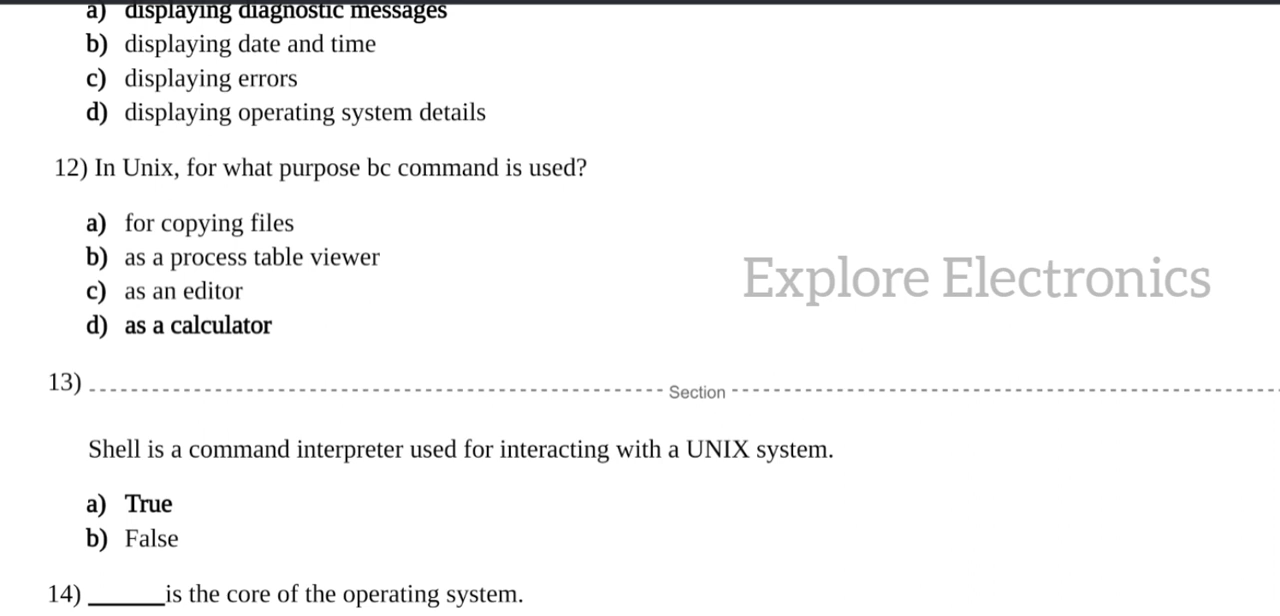 a) displaying diagnostic messages
b) displaying date and time
c) displaying errors
d) displaying operating system details
12) In Unix, for what purpose bc command is used?
a) for copying files
b) as a process table viewer
Explore Electronics
c) as an editor
d) as a calculator
13) Section
Shell is a command interpreter used for interacting with a UNIX system.
a) True
b) False
14) ______is the core of the operating system.